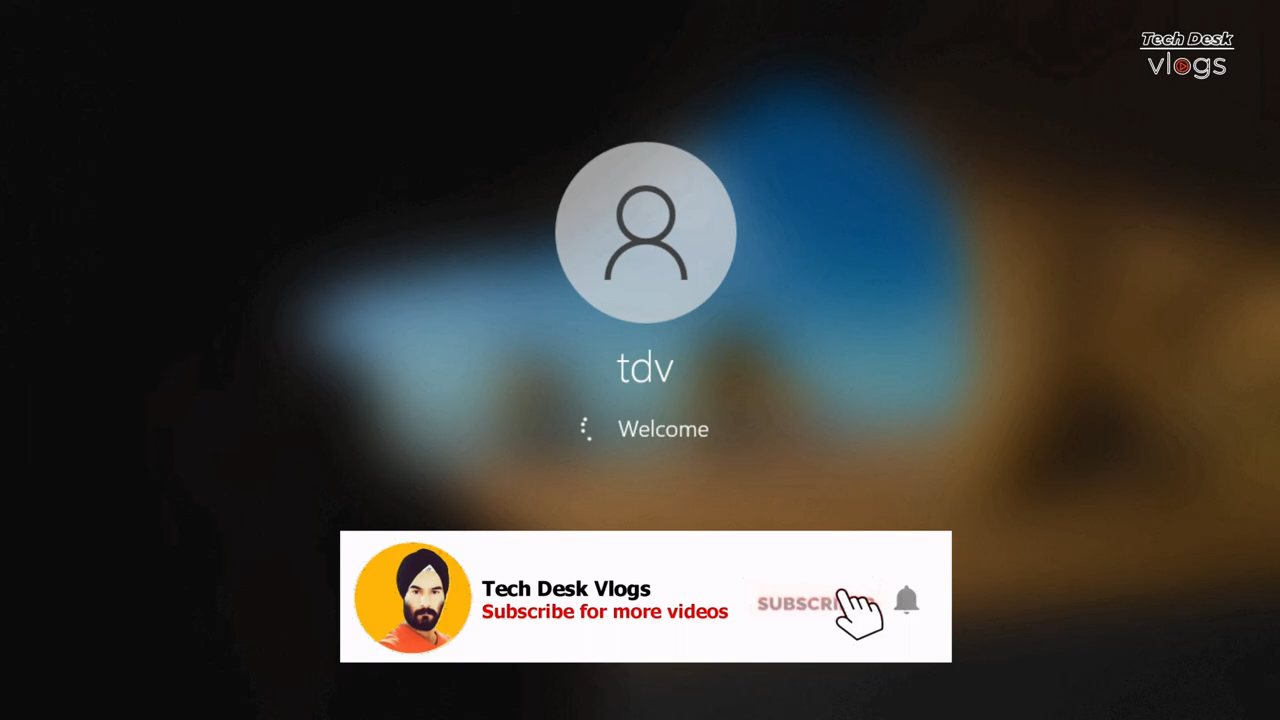 Tech Desk
vlogs
tdv
Welcome
Tech Desk Vlogs
Subscribe for more videos